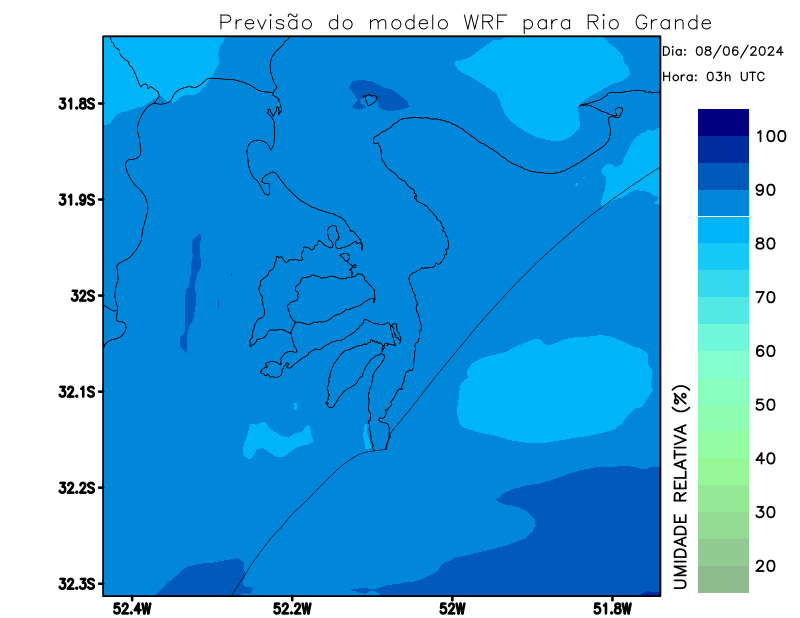 Previsão do modelo WRF para Rio Grande
Dia: 08/06/2024
Hora: 03h UTC
31.8S
31.9S
32S
32.1S
32.2S
32.3S
52.4W
52.2W
52W
51.8W
100
90
80
70
60
50
40
30
20
UMIDADE RELATIVA (%)